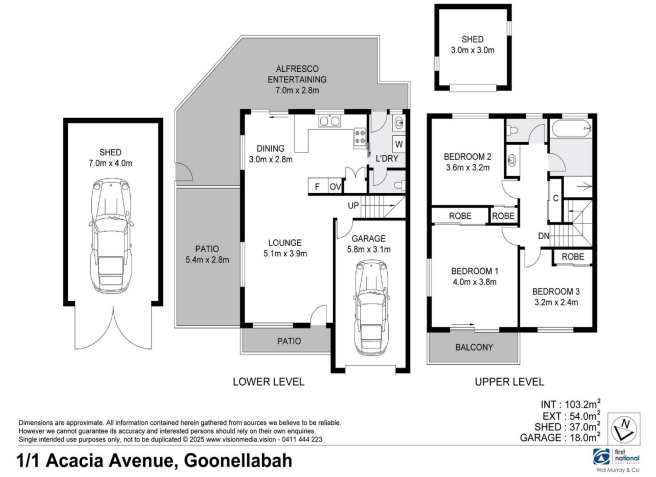 SHED
3.0m x 3.0m
ALFRESCO
ENTERTAINING
7.0m x 2.8m
SHED
7.0m x 4.0m
DINING
3.0m x 2.8m
W
L'DRY
F
OV
UP
PATIO
5.4m x 2.8m
LOUNGE
5.1m x 3.9m
GARAGE
5.8m x 3.1m
PATIO
LOWER LEVEL
BEDROOM 2
3.6m x 3.2m
C
ROBE
ROBE
DN
BEDROOM 1
4.0m x 3.8m
ROBE
BEDROOM 3
3.2m x 2.4m
BALCONY
UPPER LEVEL
INT : 103.2m²
EXT : 54.0m²
SHED : 37.0m²
GARAGE : 18.0m²
N
Dimensions are approximate. All information contained herein gathered from sources we believe to be reliable.
However we cannot guarantee its accuracy and interested persons should rely on their own enquiries.
Single intended use purposes only, not to be duplicated © 2025 www.visionmedia.vision - 0411 444 223
1/1 Acacia Avenue, Goonellabah
first
national
REAL ESTATE
Wal Murray & Co